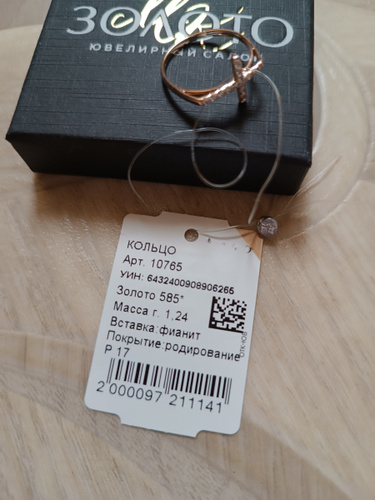 ЗОЛОТО
ЮВЕЛИРНЫЙ САЛОН
КОЛЬЦО
Арт. 10765
УИН: 6432400908906265
Золото 585°
Масса г. 1,24
Вставка:фианит
Покрытие:родирование
Р 17
2 000097 211141